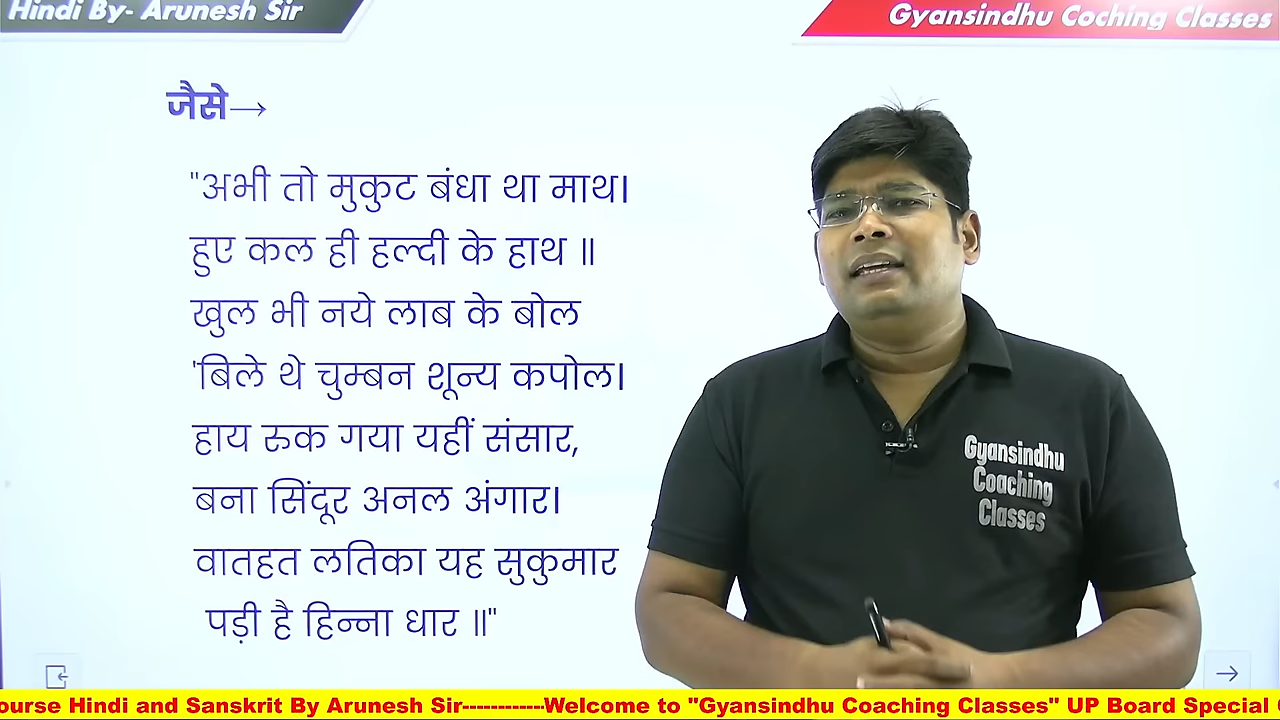 Hindi By- Arunesh Sir
Gyansindhu Coching Classes
जैसे→
"अभी तो मुकुट बंधा था माथ।
हुए कल ही हल्दी के हाथ ॥
खुल भी नये लाब के बोल
'बिले थे चुम्बन शून्य कपोल।
हाय रुक गया यहीं संसार,
बना सिंदूर अनल अंगार।
वातहत लतिका यह सुकुमार
पड़ी है हिन्ना धार ॥"
Gyansindhu
Coaching
Classes
ourse Hindi and Sanskrit By Arunesh Sir------------Welcome to "Gyansindhu Coaching Classes" UP Board Special